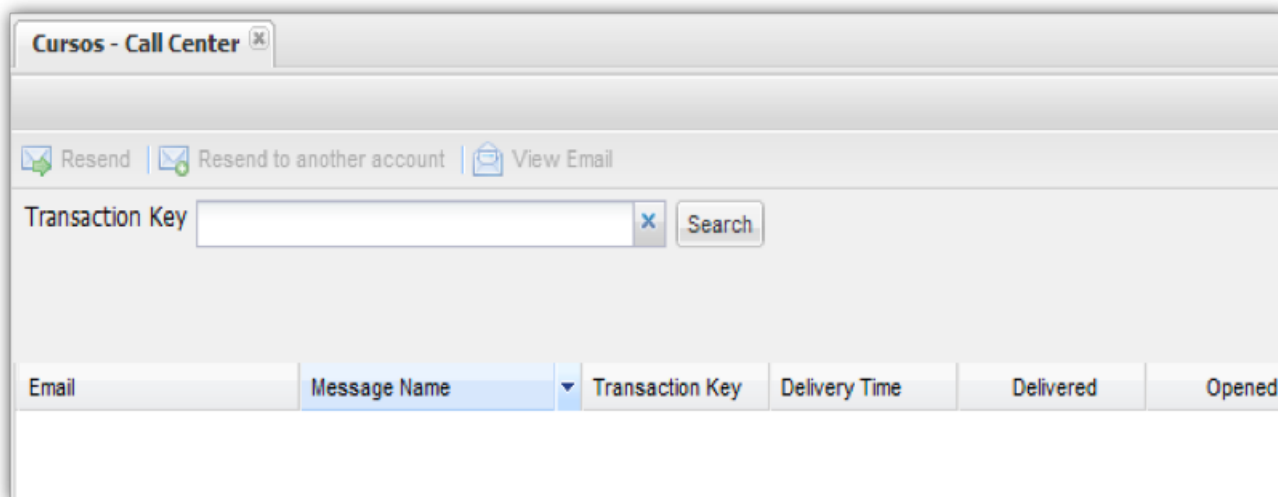 Cursos - Call Center
Resend Resend to another account View Email
Transaction Key Search
Email Message Name Transaction Key Delivery Time Delivered Opened